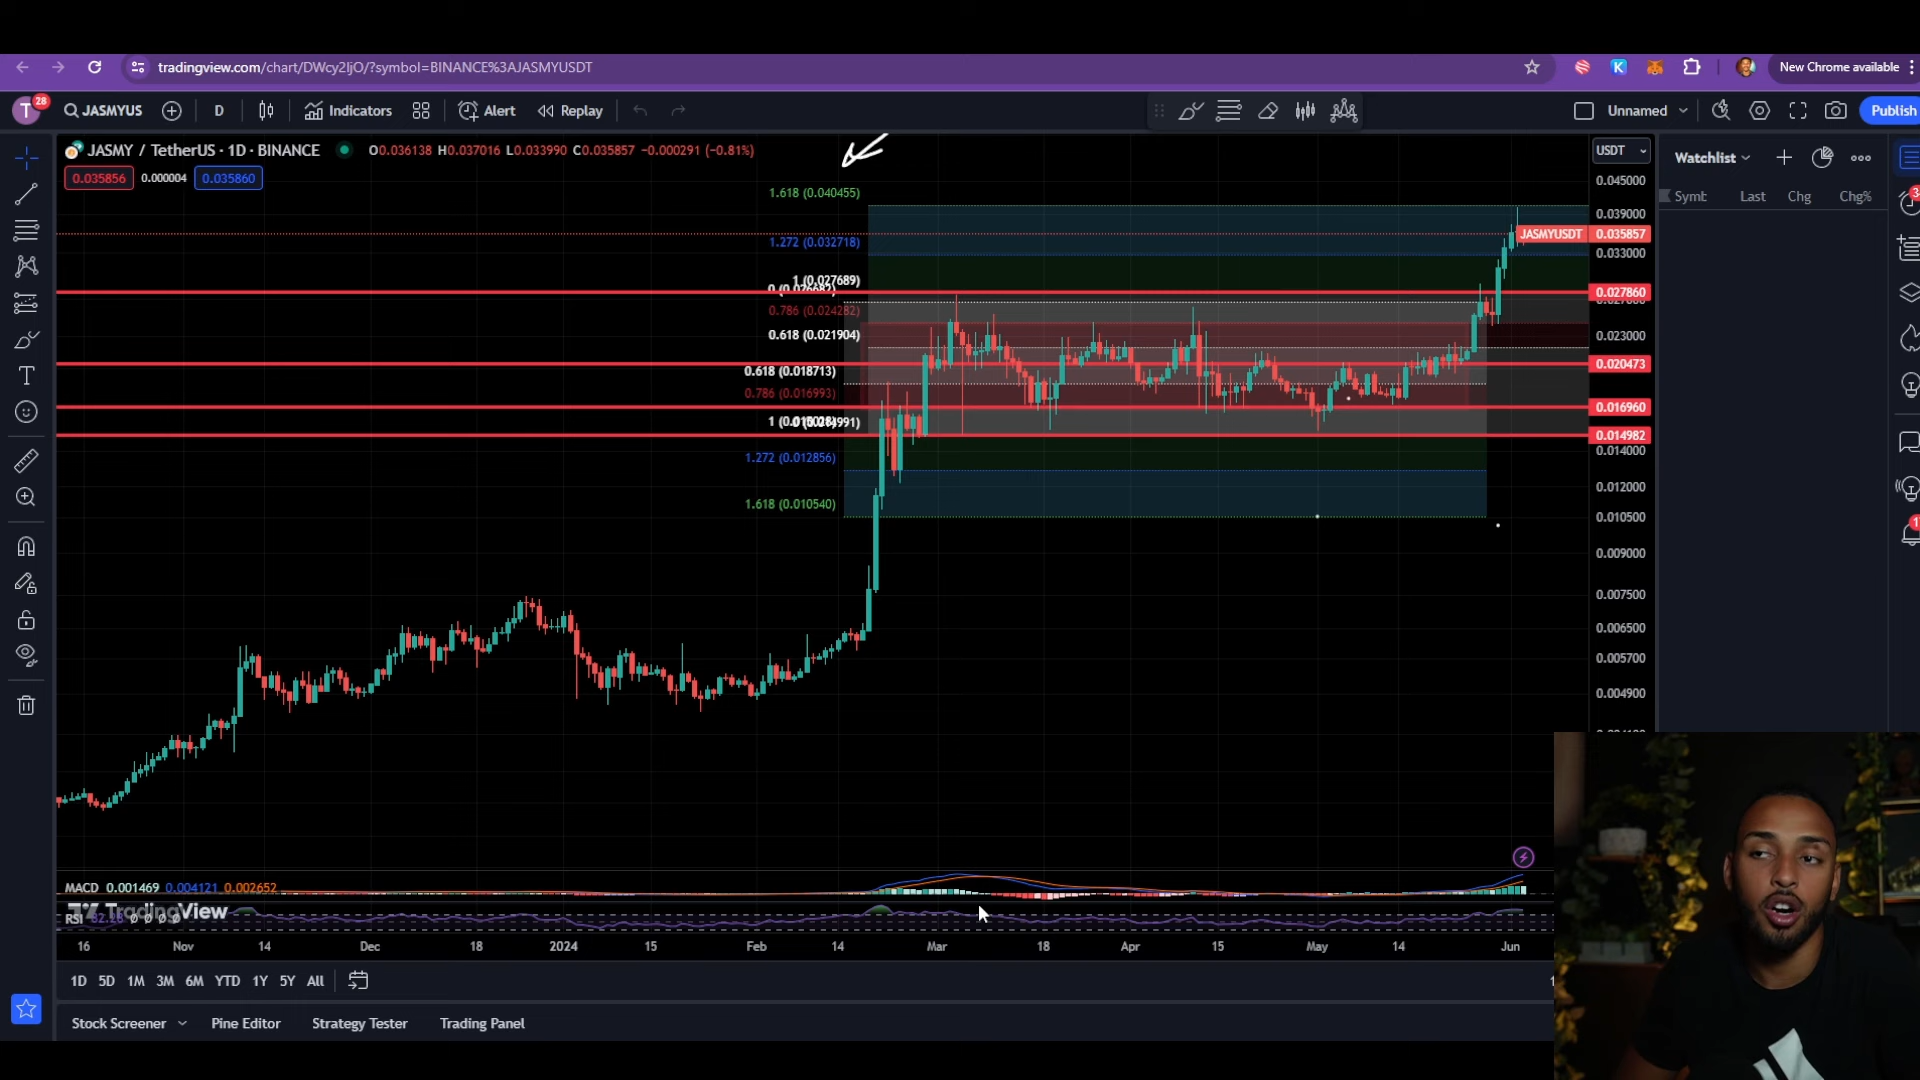 tradingview.com/chart/DWcy2IjO/?symbol=BINANCE%3AJASMYUSDT
K
New Chrome available
T 28 JASMYUS D Indicators Alert Replay Unnamed Publish
JASMY / TetherUS · 1D · BINANCE O0.036138 H0.037016 L0.033990 C0.035857 −0.000291 (−0.81%)
0.035856 0.000004 0.035860
USDT
Watchlist
Symb Last Chg Chg%
0.045000
1.618 (0.040455)
0.039000
JASMYUSDT 0.035857
1.272 (0.032718)
0.033000
1 (0.027689)
0.027860
0.786 (0.024282)
0.618 (0.021904)
0.023000
0.020473
0.618 (0.018713)
0.786 (0.016993)
0.016960
0.014982
0.014000
1.272 (0.012856)
0.012000
1.618 (0.010540)
0.010500
0.009000
0.007500
0.006500
0.005700
0.004900
MACD 0.001469 0.004121 0.002652
TradingView
RSI
16 Nov 14 Dec 18 2024 15 Feb 14 Mar 18 Apr 15 May 14 Jun
1D 5D 1M 3M 6M YTD 1Y 5Y All
Stock Screener Pine Editor Strategy Tester Trading Panel